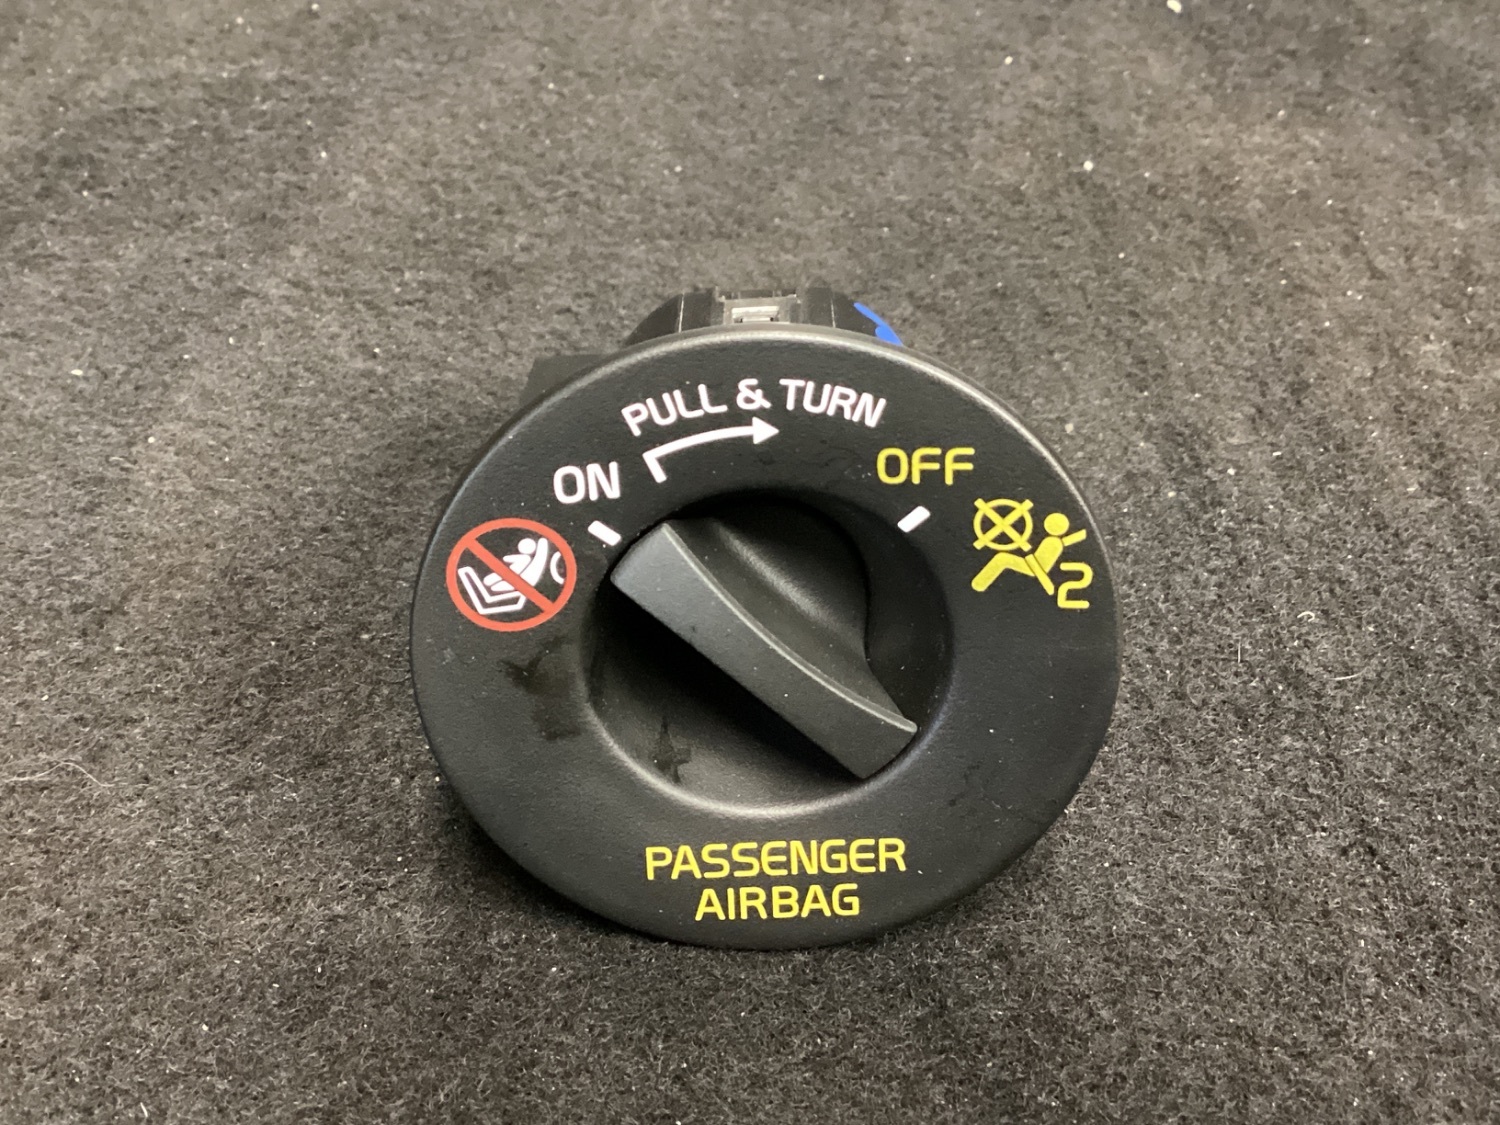 PULL & TURN
ON
OFF
2
PASSENGER
AIRBAG